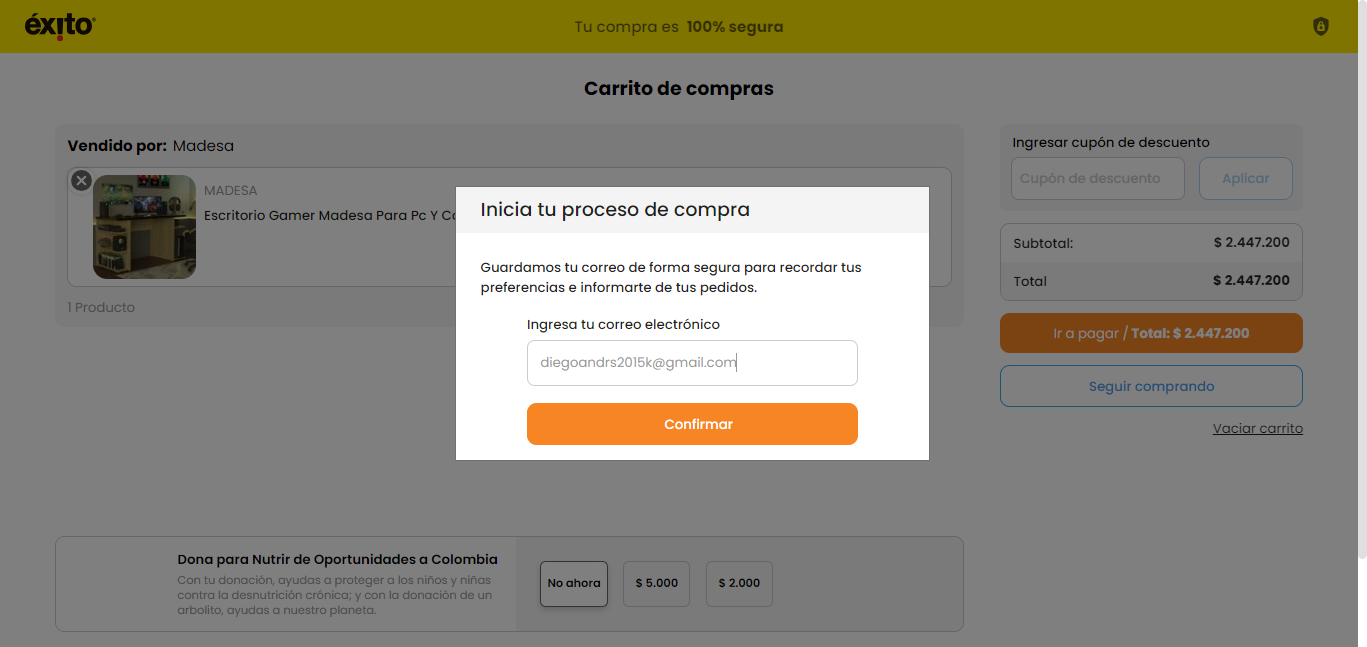 éxito
Tu compra es 100% segura
Carrito de compras
Vendido por: Madesa
MADESA
Escritorio Gamer Madesa Para Pc Y
1 Producto
Inicia tu proceso de compra
Guardamos tu correo de forma segura para recordar tus
preferencias e informarte de tus pedidos.
Ingresa tu correo electrónico
diegoandrs2015k@gmail.com
Confirmar
Ingresar cupón de descuento
Cupón de descuento
Aplicar
Subtotal: $ 2.447.200
Total $ 2.447.200
Ir a pagar / Total: $ 2.447.200
Seguir comprando
Vaciar carrito
Dona para Nutrir de Oportunidades a Colombia
Con tu donación, ayudas a proteger a los niños y niñas
contra la desnutrición crónica; y con la donación de un
arbolito, ayudas a nuestro planeta.
No ahora
$ 5.000
$ 2.000